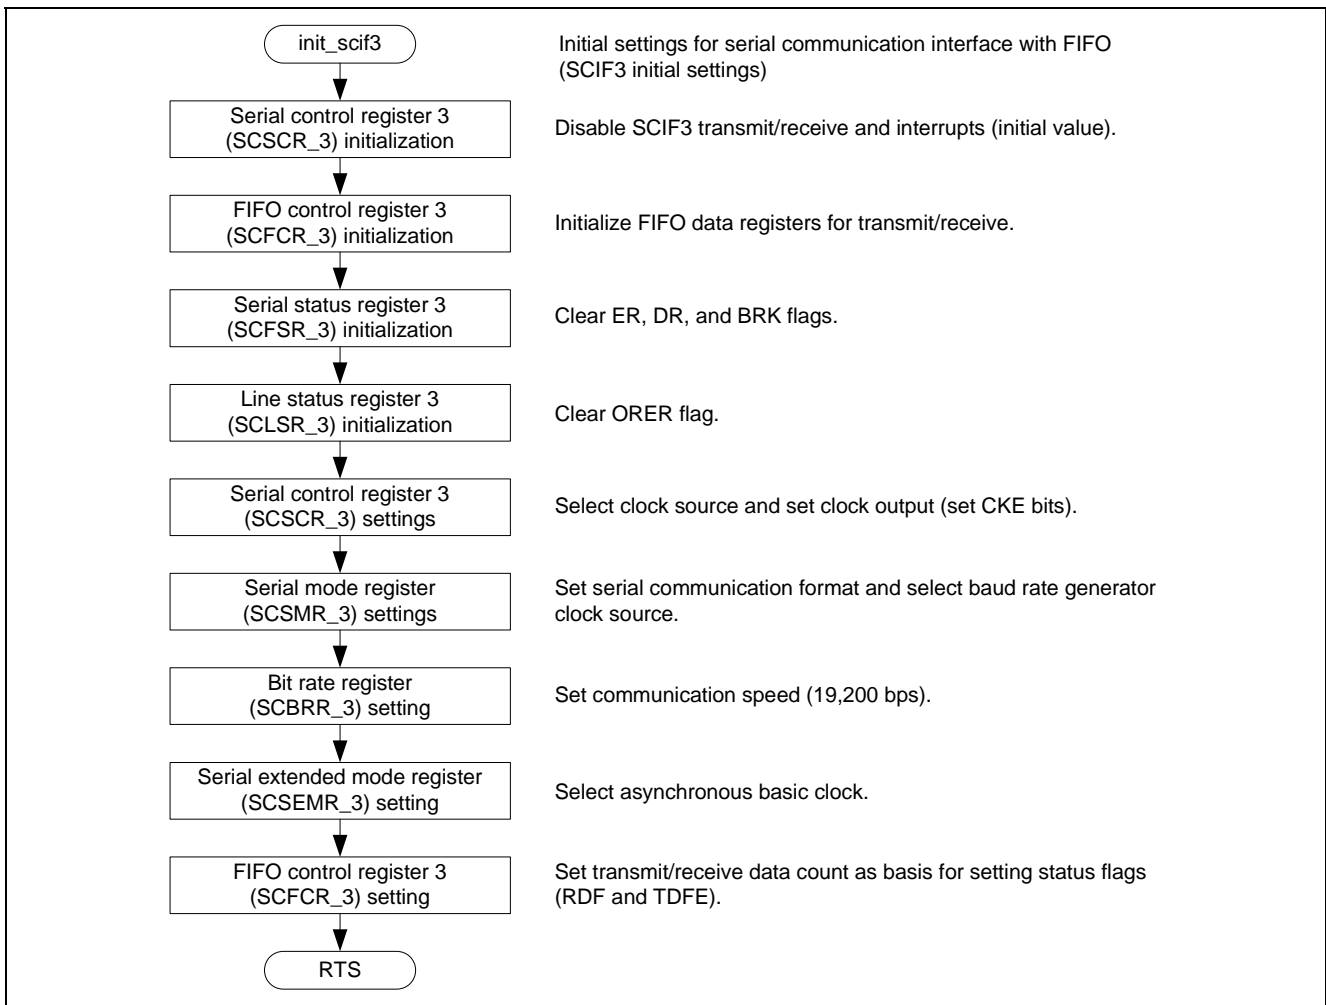 init_scif3
Initial settings for serial communication interface with FIFO
(SCIF3 initial settings)
Serial control register 3
(SCSCR_3) initialization
Disable SCIF3 transmit/receive and interrupts (initial value).
FIFO control register 3
(SCFCR_3) initialization
Initialize FIFO data registers for transmit/receive.
Serial status register 3
(SCFSR_3) initialization
Clear ER, DR, and BRK flags.
Line status register 3
(SCLSR_3) initialization
Clear ORER flag.
Serial control register 3
(SCSCR_3) settings
Select clock source and set clock output (set CKE bits).
Serial mode register
(SCSMR_3) settings
Set serial communication format and select baud rate generator
clock source.
Bit rate register
(SCBRR_3) setting
Set communication speed (19,200 bps).
Serial extended mode register
(SCSEMR_3) setting
Select asynchronous basic clock.
FIFO control register 3
(SCFCR_3) setting
Set transmit/receive data count as basis for setting status flags
(RDF and TDFE).
RTS